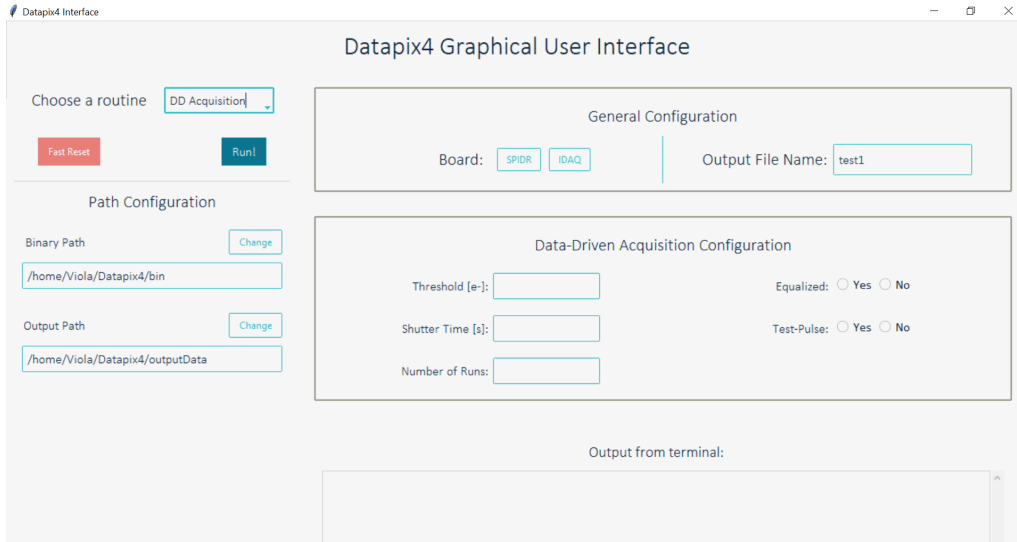 Datapix4 Interface
Datapix4 Graphical User Interface
Choose a routine DD Acquisition
Fast Reset Run!
Path Configuration
Binary Path Change
/home/Viola/Datapix4/bin
Output Path Change
/home/Viola/Datapix4/outputData
General Configuration
Board: SPIDR IDAQ Output File Name: test1
Data-Driven Acquisition Configuration
Threshold [e-]: Equalized: Yes No
Shutter Time [s]: Test-Pulse: Yes No
Number of Runs:
Output from terminal: